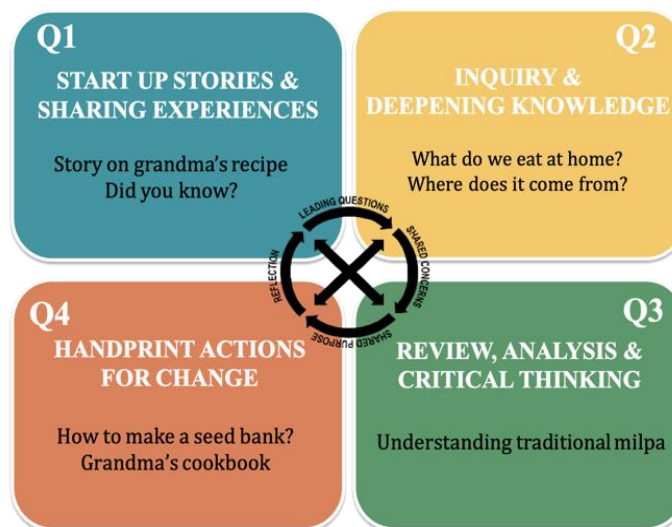 Q1
START UP STORIES &
SHARING EXPERIENCES
Story on grandma's recipe
Did you know?
Q2
INQUIRY &
DEEPENING KNOWLEDGE
What do we eat at home?
Where does it come from?
LEADING QUESTIONS
SHARED CONCERNS
SHARED PURPOSE
REFLECTION
Q4
HANDPRINT ACTIONS
FOR CHANGE
How to make a seed bank?
Grandma's cookbook
Q3
REVIEW, ANALYSIS &
CRITICAL THINKING
Understanding traditional milpa